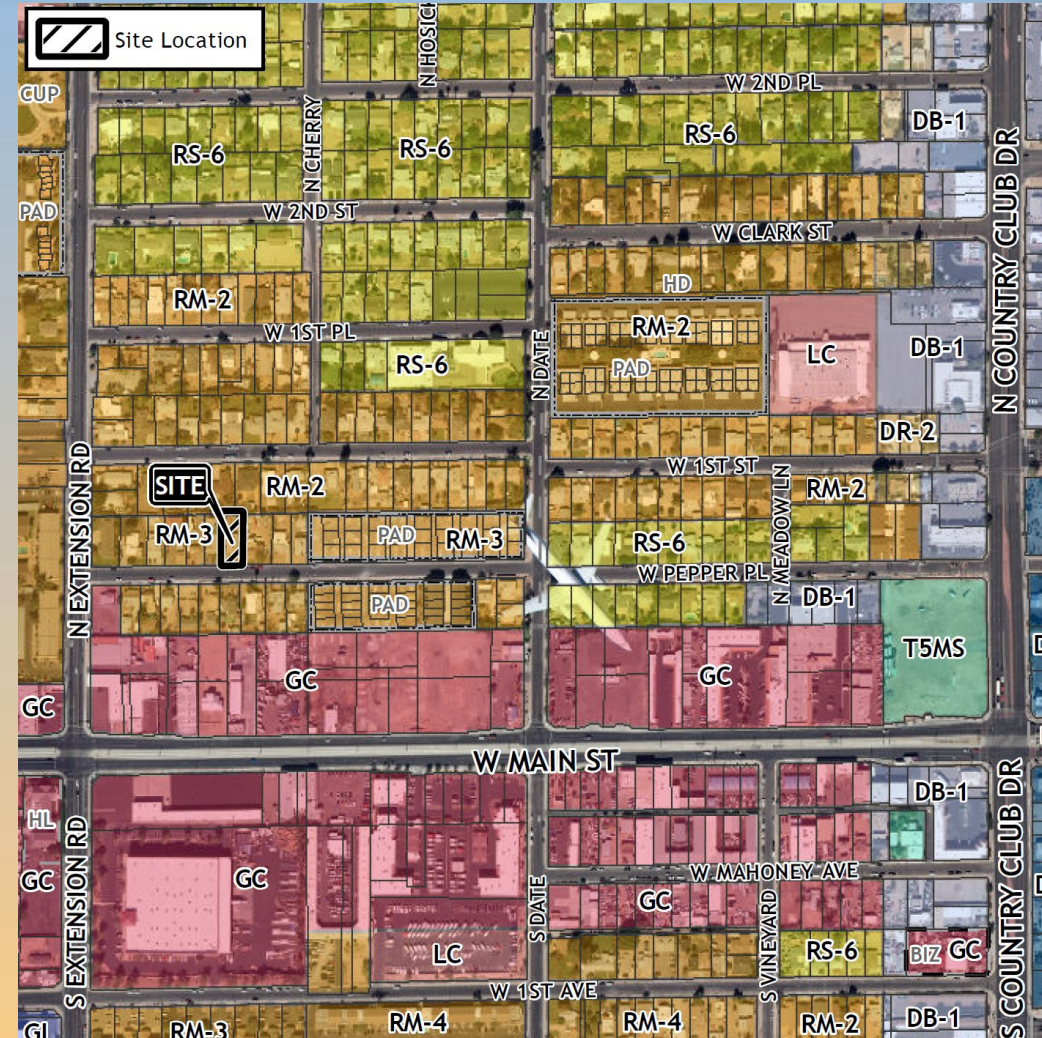 Site Location
N HOSICK
W 2ND PL
CUP
DB-1
RS-6
N CHERRY
RS-6
RS-6
N COUNTRY CLUB DR
PAD
W 2ND ST
W CLARK ST
HD
RM-2
RM-2
W 1ST PL
N DATE
LC
DB-1
RS-6
PAD
DR-2
N EXTENSION RD
W 1ST ST
SITE
RM-2
N MEADOW LN
RM-2
RM-3
PAD
RM-3
RS-6
W PEPPER PL
PAD
DB-1
T5MS
GC
GC
GC
W MAIN ST
DB-1
HL
S EXTENSION RD
S COUNTRY CLUB DR
GC
GC
W MAHONEY AVE
S DATE
GC
S VINEYARD
LC
RS-6
BIZ
GC
W 1ST AVE
GI
RM-3
RM-4
RM-4
RM-2
DB-1